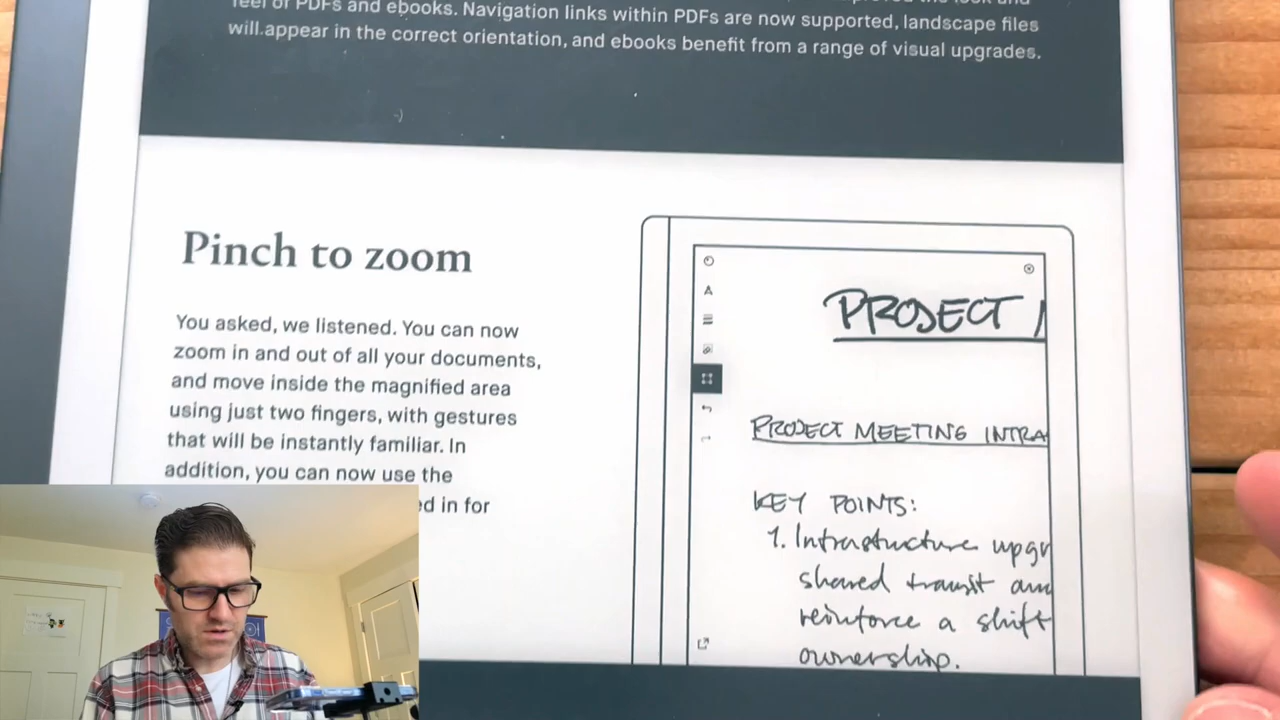 feel of PDFs and ebooks. Navigation links within PDFs are now supported, landscape files
will appear in the correct orientation, and ebooks benefit from a range of visual upgrades.
Pinch to zoom
You asked, we listened. You can now
zoom in and out of all your documents,
and move inside the magnified area
using just two fingers, with gestures
that will be instantly familiar. In
addition, you can now use the
ed in for
PROJECT
PROJECT MEETING INTRA
KEY POINTS:
1. Infrastructure upgr
shared transit and
reinforce a shift
ownership.